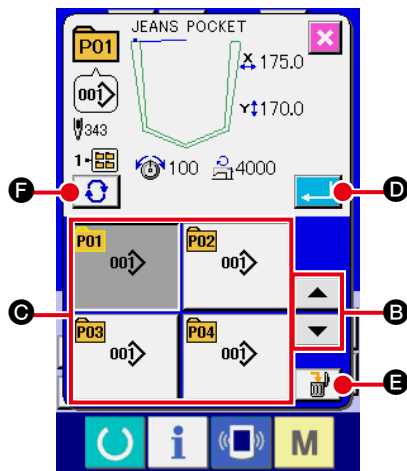 JEANS POCKET
P01
X 175.0
001
Y 170.0
343
1-
100
4000
F
D
P01
001
P02
001
C
B
P03
001
P04
001
E
i
M